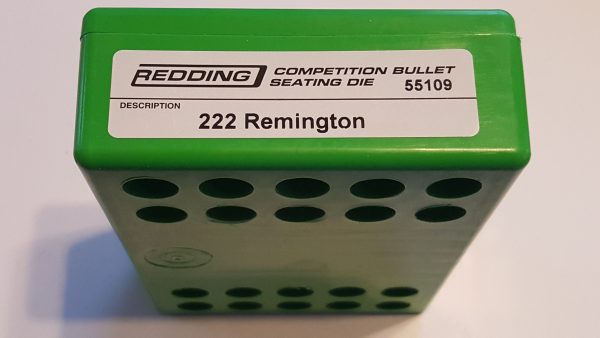 REDDING COMPETITION BULLET
SEATING DIE 55109
DESCRIPTION
222 Remington